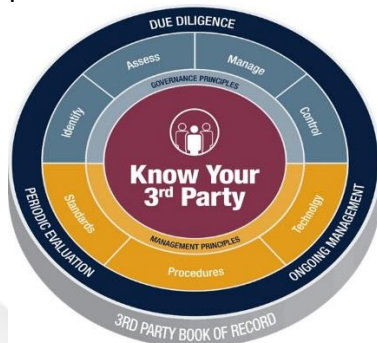 DUE DILIGENCE
Assess
Manage
Identify
Control
GOVERNANCE PRINCIPLES
Know Your
3rd Party
MANAGEMENT PRINCIPLES
Standards
Procedures
Technolgy
PERIODIC EVALUATION
ONGOING MANAGEMENT
3RD PARTY BOOK OF RECORD